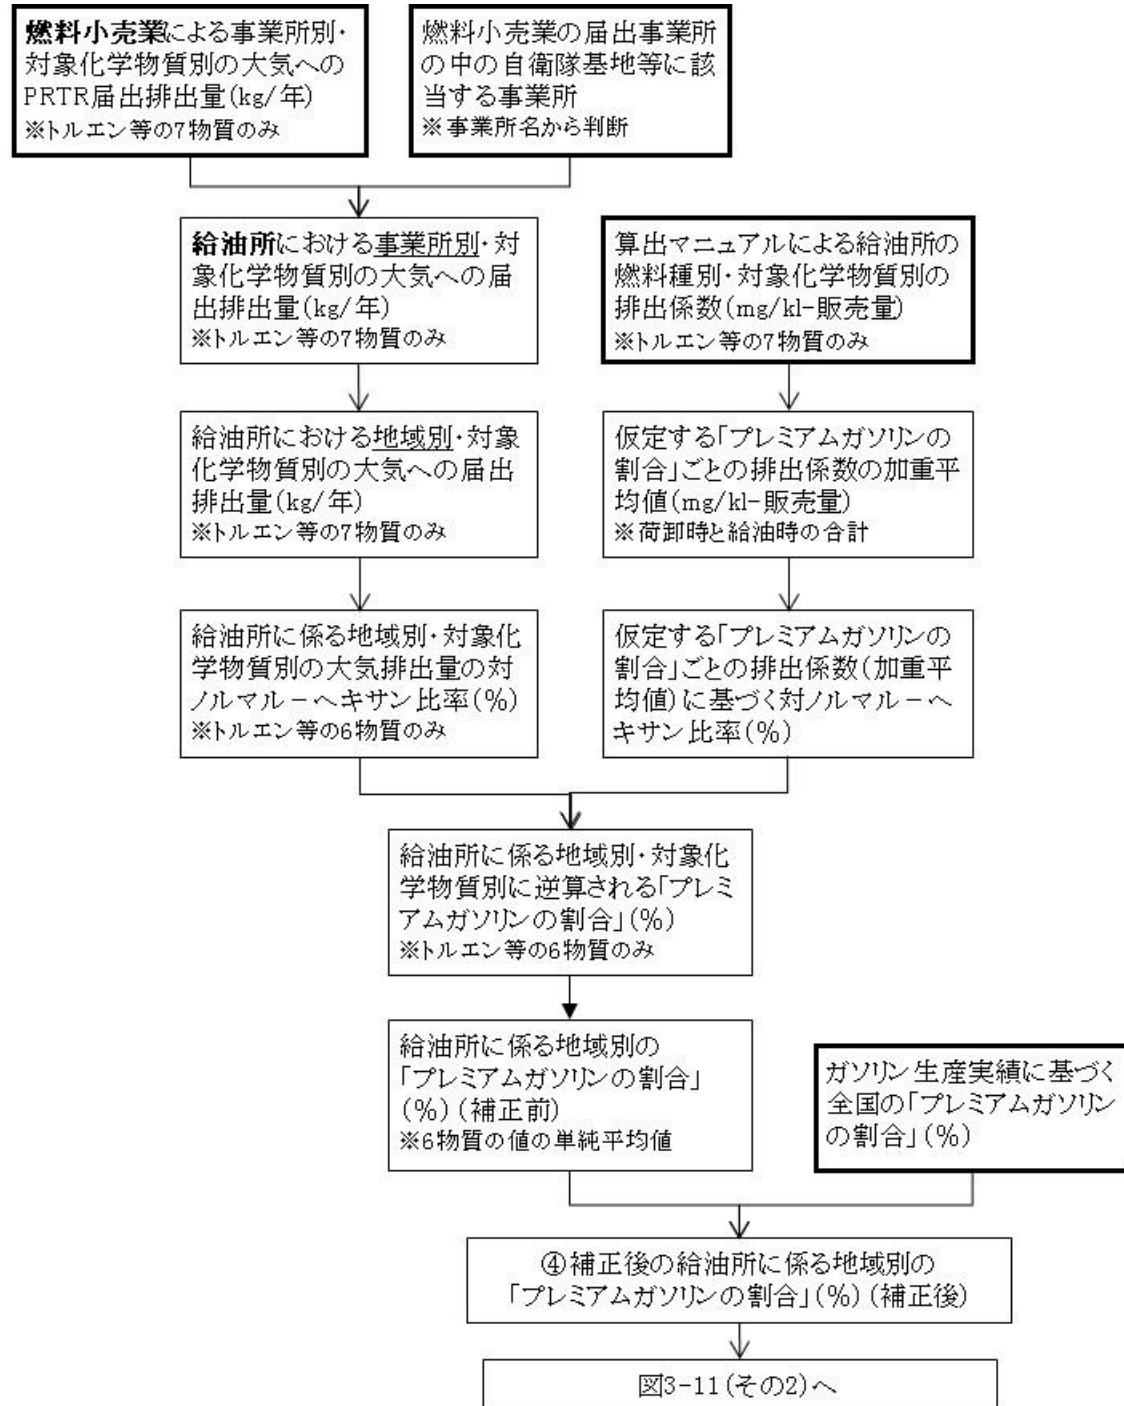 燃料小売業による事業所別・
対象化学物質別の大気への
PRTR届出排出量(kg/年)
※トルエン等の7物質のみ
燃料小売業の届出事業所
の中の自衛隊基地等に該
当する事業所
※事業所名から判断
給油所における事業所別・対
象化学物質別の大気への届
出排出量(kg/年)
※トルエン等の7物質のみ
算出マニュアルによる給油所の
燃料種別・対象化学物質別の
排出係数(mg/kl-販売量)
※トルエン等の7物質のみ
給油所における地域別・対象
化学物質別の大気への届出
排出量(kg/年)
※トルエン等の7物質のみ
仮定する「プレミアムガソリンの
割合」ごとの排出係数の加重平
均値(mg/kl-販売量)
※荷卸時と給油時の合計
給油所に係る地域別・対象化
学物質別の大気排出量の対
ノルマル－ヘキサン比率(%)
※トルエン等の6物質のみ
仮定する「プレミアムガソリンの
割合」ごとの排出係数(加重平
均値)に基づく対ノルマル－ヘ
キサン比率(%)
給油所に係る地域別・対象化
学物質別に逆算される「プレミ
アムガソリンの割合」(%)
※トルエン等の6物質のみ
給油所に係る地域別の
「プレミアムガソリンの割合」
(%)(補正前)
※6物質の値の単純平均値
ガソリン生産実績に基づく
全国の「プレミアムガソリン
の割合」(%)
④補正後の給油所に係る地域別の
「プレミアムガソリンの割合」(%)(補正後)
図3-11(その2)へ